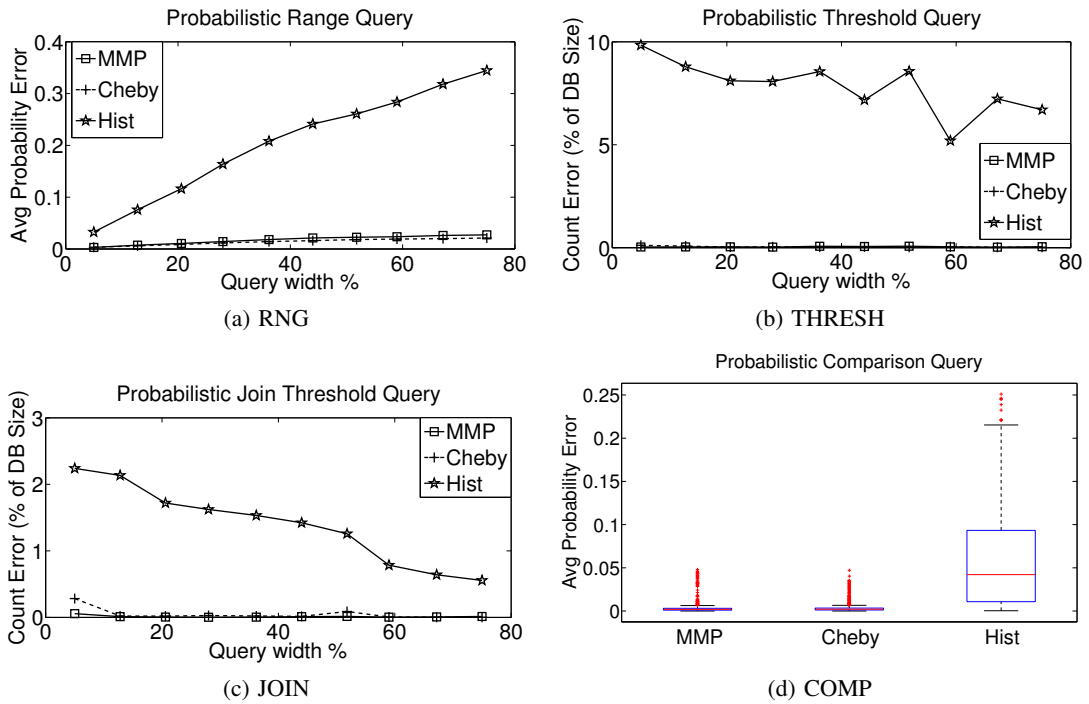 Probabilistic Range Query
0.4
0.3
0.2
0.1
0
Avg Probability Error
MMP
Cheby
Hist
0 20 40 60 80
Query width %
(a) RNG
Probabilistic Threshold Query
10
5
0
Count Error (% of DB Size)
MMP
Cheby
Hist
0 20 40 60 80
Query width %
(b) THRESH
Probabilistic Join Threshold Query
3
2
1
0
Count Error (% of DB Size)
MMP
Cheby
Hist
0 20 40 60 80
Query width %
(c) JOIN
Probabilistic Comparison Query
0.25
0.2
0.15
0.1
0.05
0
Avg Probability Error
MMP Cheby Hist
(d) COMP